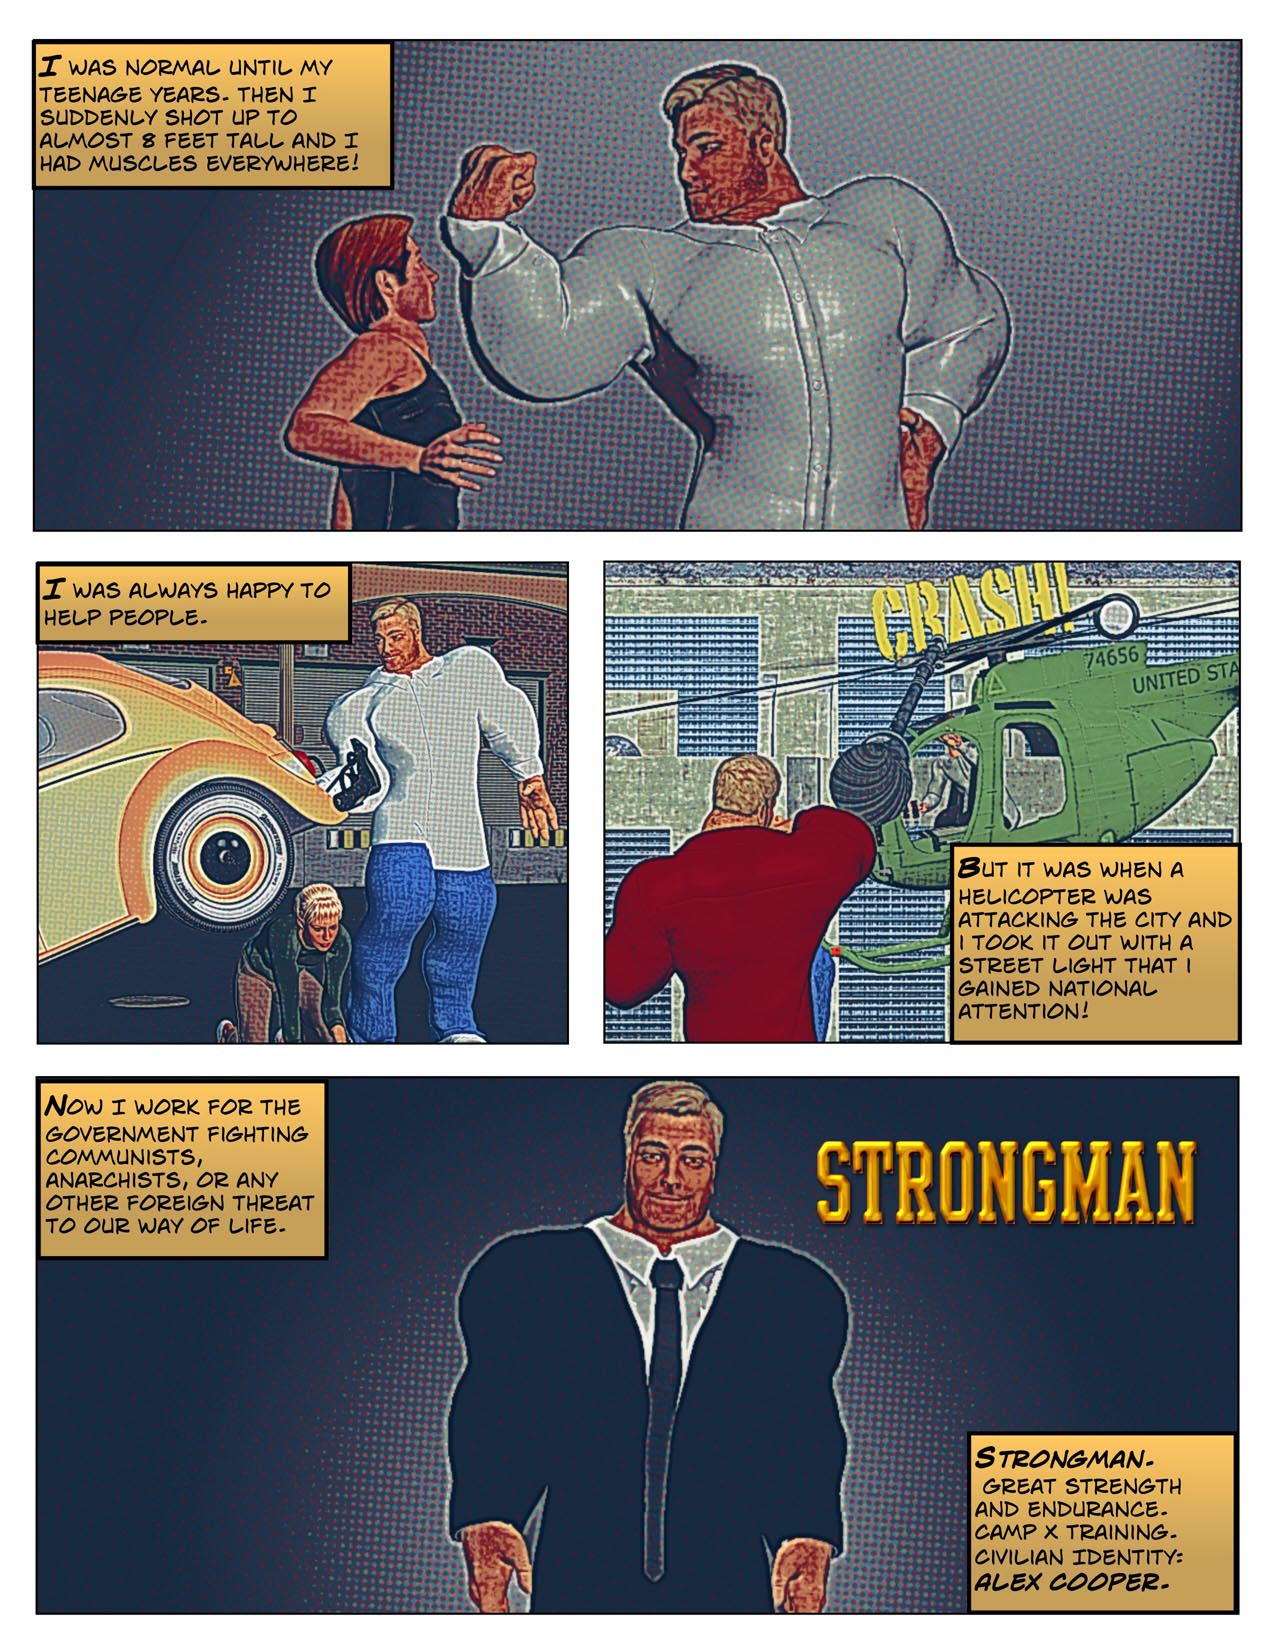 I WAS NORMAL UNTIL MY
TEENAGE YEARS. THEN I
SUDDENLY SHOT UP TO
ALMOST 8 FEET TALL AND I
HAD MUSCLES EVERYWHERE!
I WAS ALWAYS HAPPY TO
HELP PEOPLE.
CRASH!
74656
UNITED STA
BUT IT WAS WHEN A
HELICOPTER WAS
ATTACKING THE CITY AND
I TOOK IT OUT WITH A
STREET LIGHT THAT I
GAINED NATIONAL
ATTENTION!
NOW I WORK FOR THE
GOVERNMENT FIGHTING
COMMUNISTS,
ANARCHISTS, OR ANY
OTHER FOREIGN THREAT
TO OUR WAY OF LIFE.
STRONGMAN
STRONGMAN.
GREAT STRENGTH
AND ENDURANCE.
CAMP X TRAINING.
CIVILIAN IDENTITY:
ALEX COOPER.